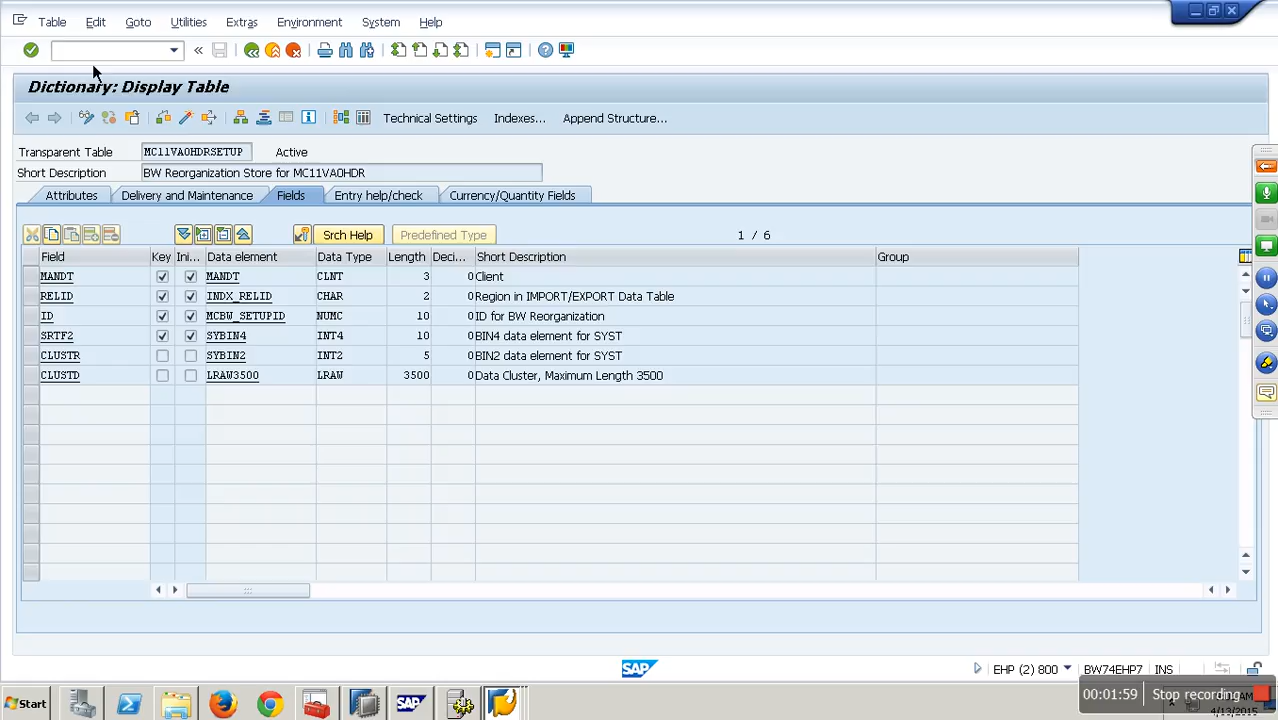 Table Edit Goto Utilities Extras Environment System Help
Dictionary: Display Table
Technical Settings Indexes... Append Structure...
Transparent Table MC11VA0HDRSETUP Active
Short Description BW Reorganization Store for MC11VA0HDR
Attributes Delivery and Maintenance Fields Entry help/check Currency/Quantity Fields
Srch Help Predefined Type 1 / 6
Field Key Ini... Data element Data Type Length Deci... Short Description Group
MANDT MANDT CLNT 3 0 Client
RELID INDX_RELID CHAR 2 0 Region in IMPORT/EXPORT Data Table
ID MCBW_SETUPID NUMC 10 0 ID for BW Reorganization
SRTF2 SYBIN4 INT4 10 0 BIN4 data element for SYST
CLUSTR SYBIN2 INT2 5 0 BIN2 data element for SYST
CLUSTD LRAW3500 LRAW 3500 0 Data Cluster, Maximum Length 3500
SAP EHP (2) 800 BW74EHP7 INS
00:01:59 Stop recording
Start SAP
4/13/2015